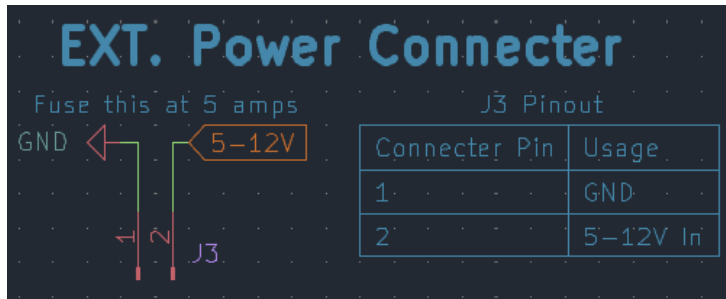 EXT. Power Connecter
Fuse this at 5 amps
GND
5-12V
1
2
J3
J3 Pinout
Connecter Pin Usage
1 GND
2 5-12V In